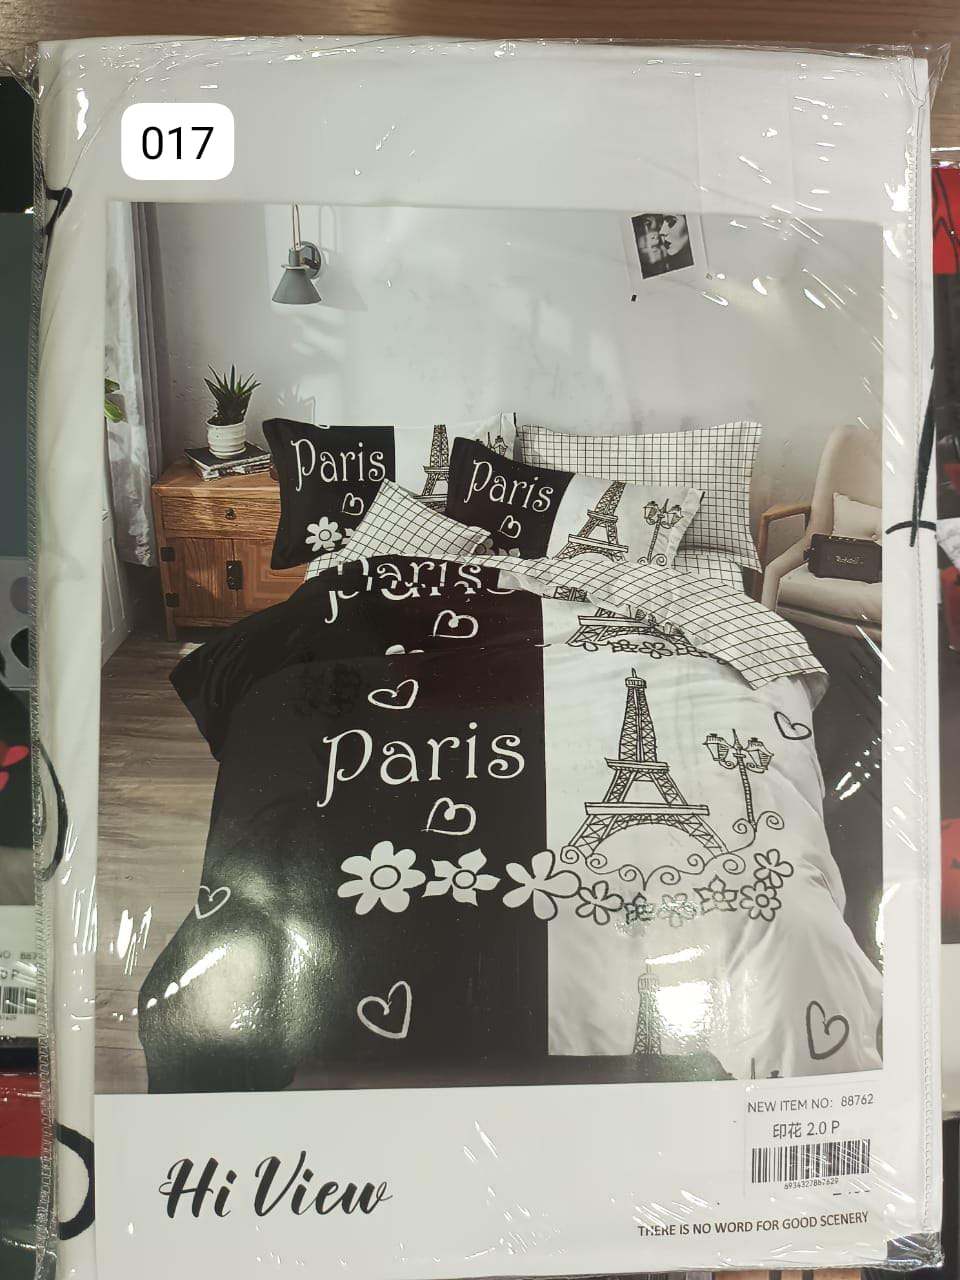 017
Paris
Paris
Paris
Paris
Hi View
NEW ITEM NO: 88762
印花 2.0 P
6934327887629
THERE IS NO WORD FOR GOOD SCENERY